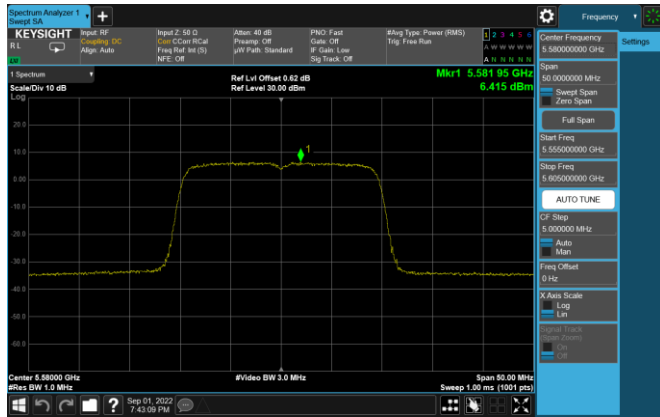 Spectrum Analyzer 1
Swept SA
+
Frequency
KEYSIGHT
R L
Input: RF
Coupling: DC
Align: Auto
Input Z: 50 Ω
Corr CCorr RCal
Freq Ref: Int (S)
NFE: Off
Atten: 40 dB
Preamp: Off
µW Path: Standard
PNO: Fast
Gate: Off
IF Gain: Low
Sig Track: Off
#Avg Type: Power (RMS)
Trig: Free Run
1 2 3 4 5 6
A W W W W W
A N N N N N
1 Spectrum
Scale/Div 10 dB
Log
Ref Lvl Offset 0.62 dB
Ref Level 30.00 dBm
Mkr1 5.581 95 GHz
6.415 dBm
20.0
10.0
0.00
-10.0
-20.0
-30.0
-40.0
-50.0
-60.0
1
Center 5.58000 GHz
#Res BW 1.0 MHz
#Video BW 3.0 MHz
Span 50.00 MHz
Sweep 1.00 ms (1001 pts)
Sep 01, 2022
7:43:09 PM
Center Frequency
5.580000000 GHz
Settings
Span
50.0000000 MHz
Swept Span
Zero Span
Full Span
Start Freq
5.555000000 GHz
Stop Freq
5.605000000 GHz
AUTO TUNE
CF Step
5.000000 MHz
Auto
Man
Freq Offset
0 Hz
X Axis Scale
Log
Lin
Signal Track
(Span Zoom)
On
Off